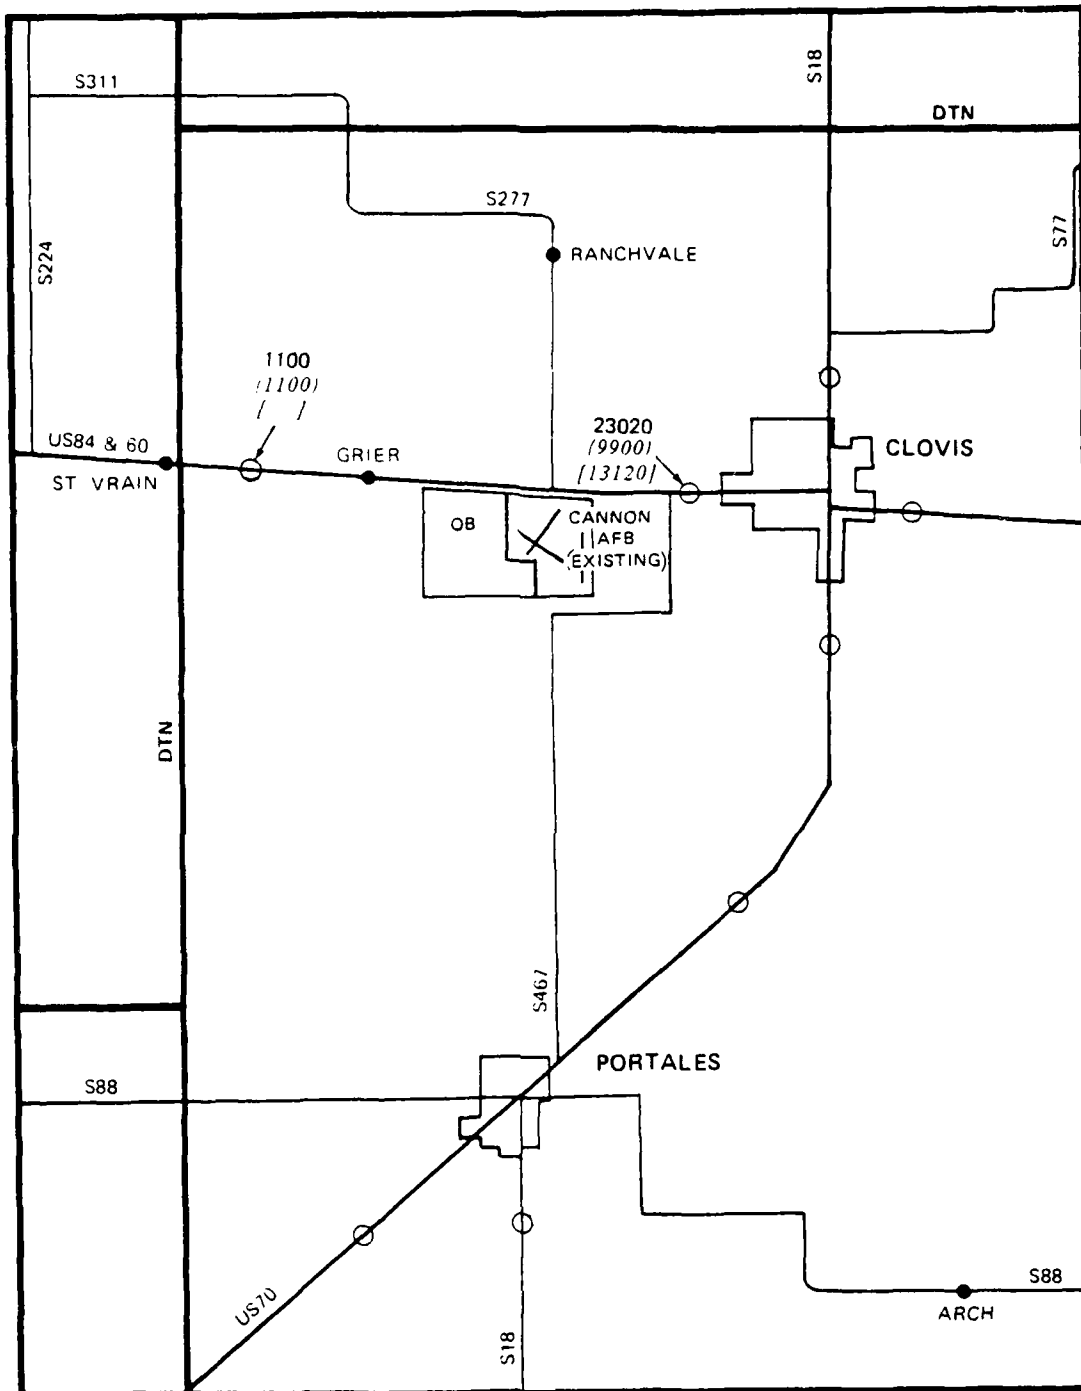 S311
S18
DTN
S277
S224
RANCHVALE
S77
1100
(1100)
[ ]
23020
(9900)
[13120]
US84 & 60
ST VRAIN
GRIER
CLOVIS
OB
CANNON
AFB
(EXISTING)
DTN
S467
PORTALES
S88
US70
S18
S88
ARCH